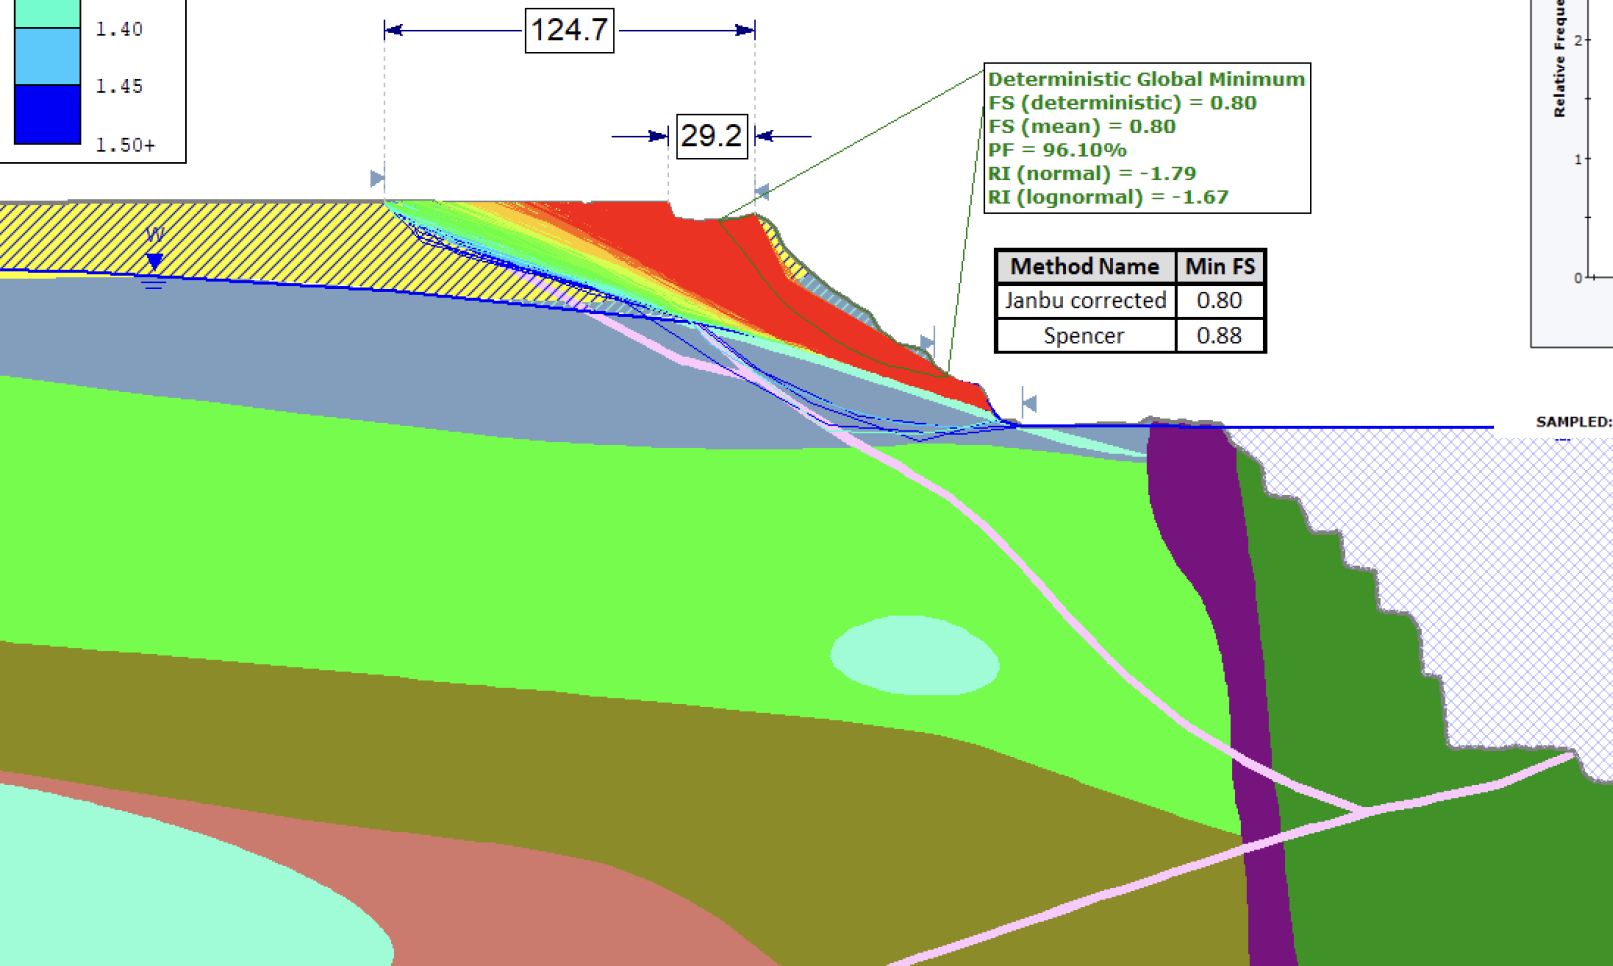 1.40
1.45
1.50+
124.7
29.2
W
Deterministic Global Minimum
FS (deterministic) = 0.80
FS (mean) = 0.80
PF = 96.10%
RI (normal) = -1.79
RI (lognormal) = -1.67
Method Name Min FS
Janbu corrected 0.80
Spencer 0.88
Relative Freque
2
1
0
SAMPLED: